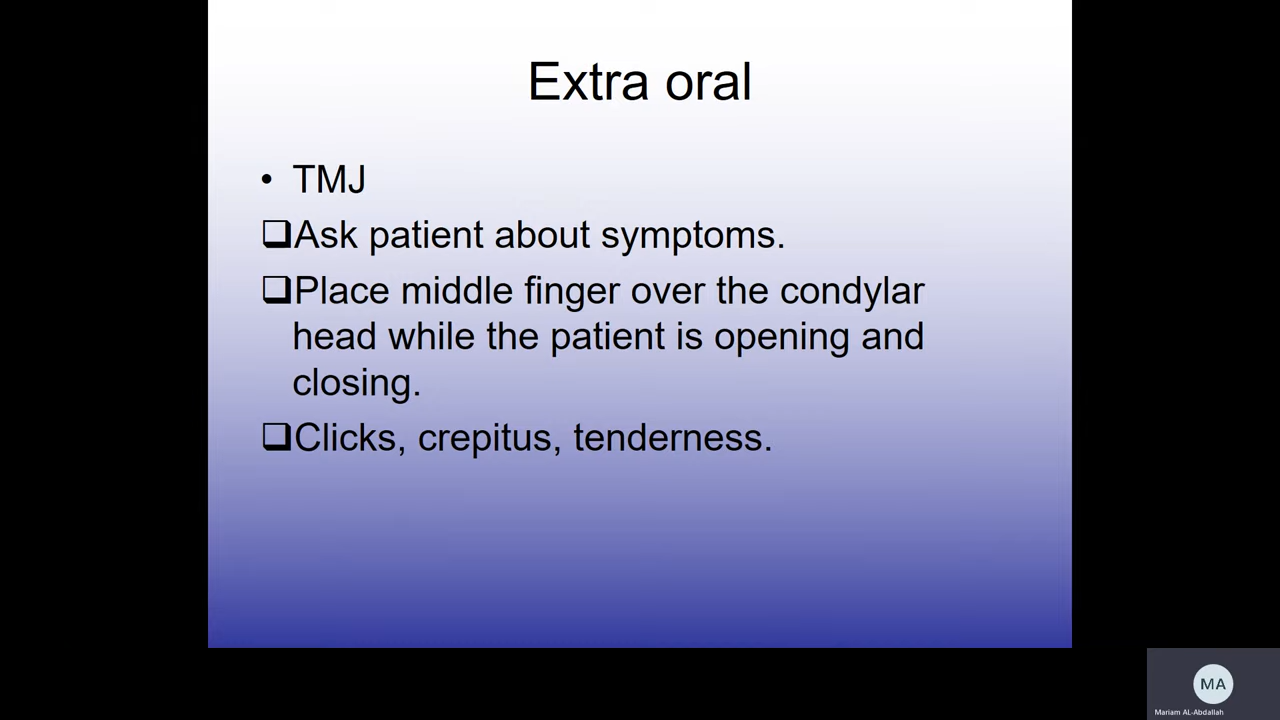 Extra oral
• TMJ
❑Ask patient about symptoms.
❑Place middle finger over the condylar
head while the patient is opening and
closing.
❑Clicks, crepitus, tenderness.
MA
Mariam AL-Abdallah